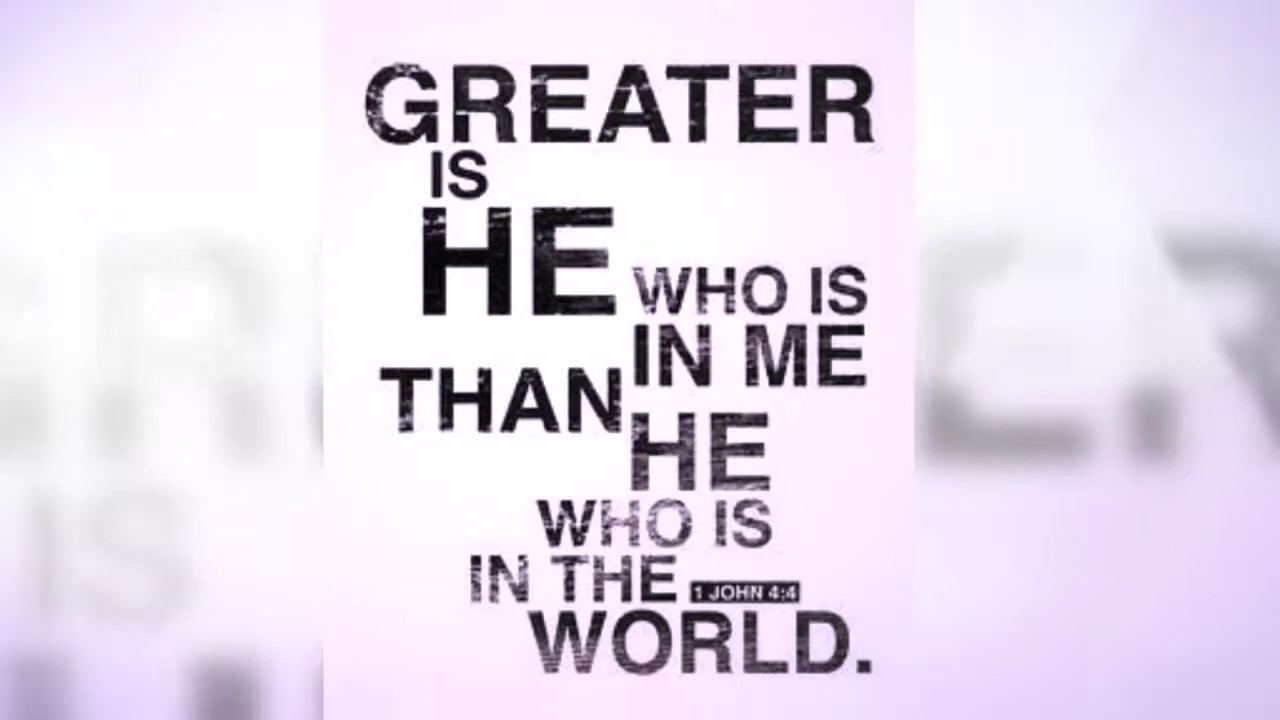 GREATER
IS
HE WHO IS
IN ME
THAN
HE
WHO IS
IN THE
1 JOHN 4:4
WORLD.